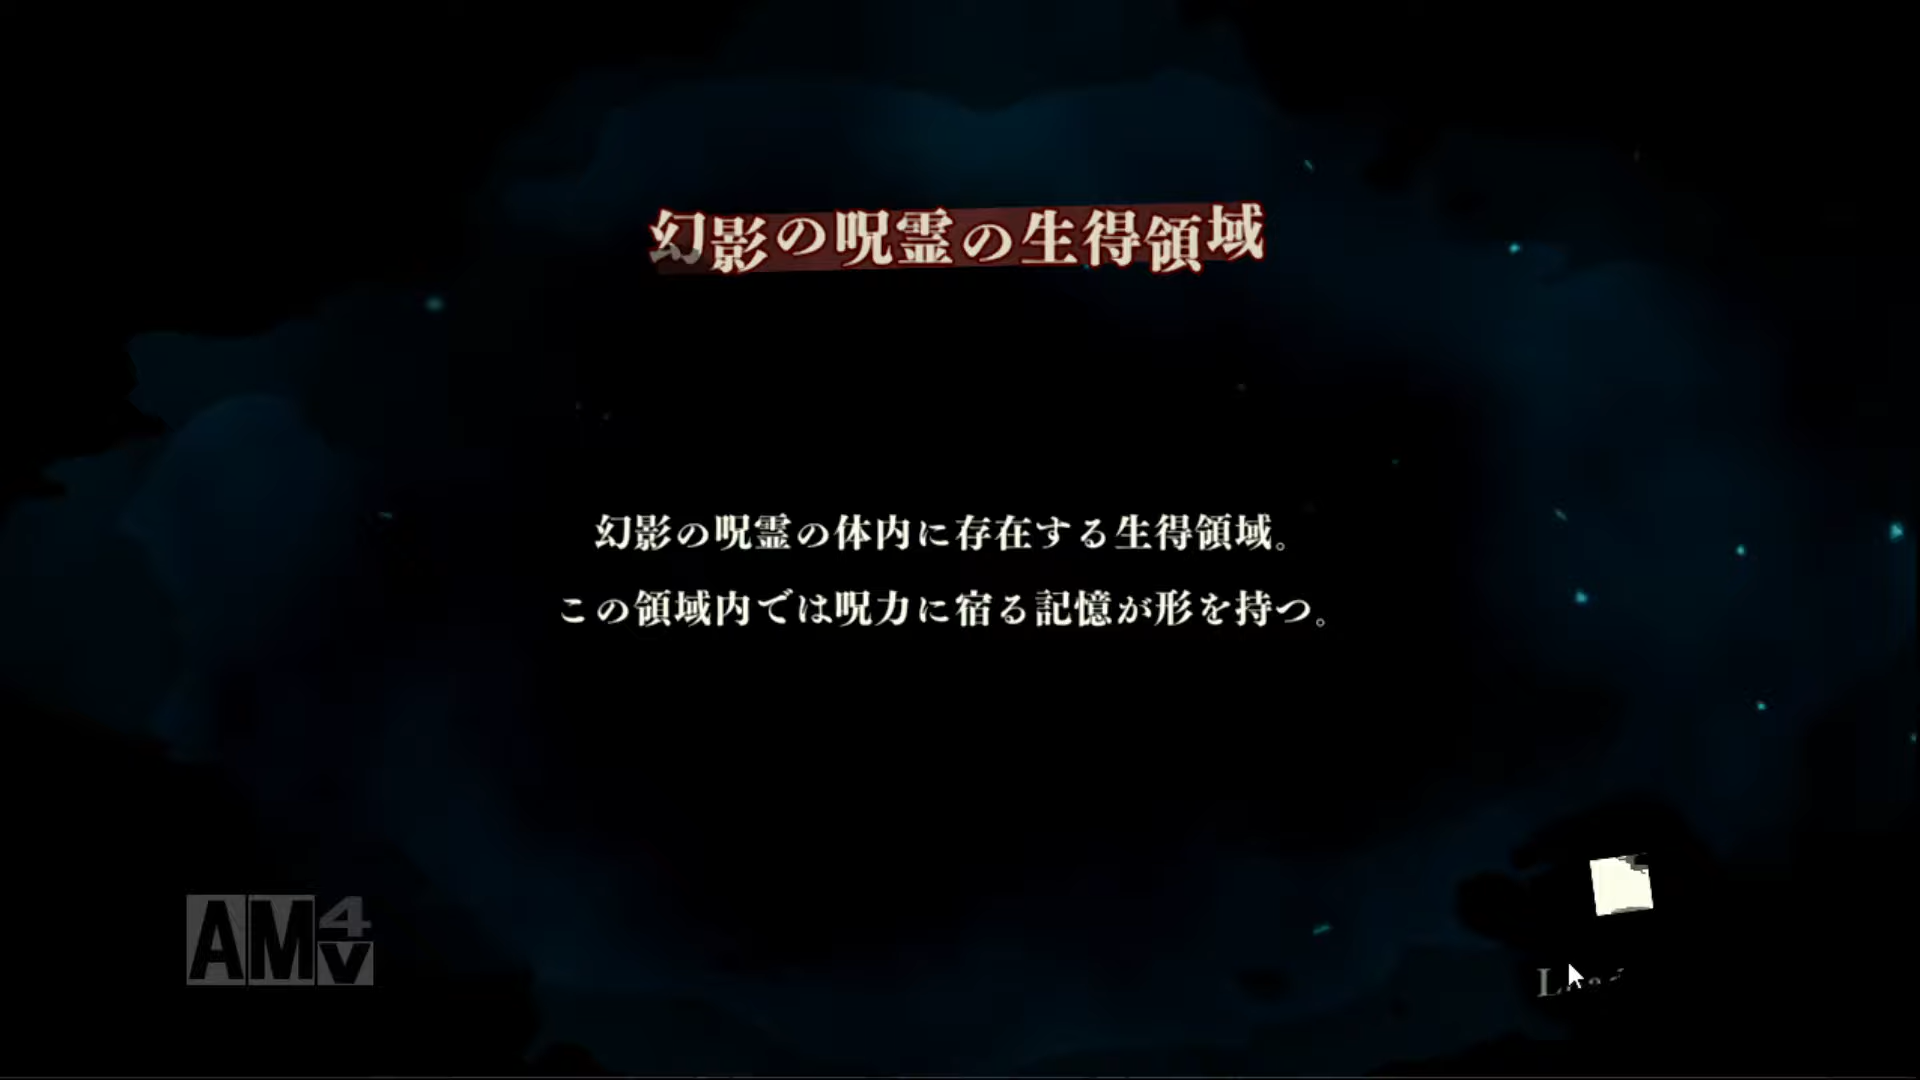 幻影の呪霊の生得領域
幻影の呪霊の体内に存在する生得領域。
この領域内では呪力に宿る記憶が形を持つ。
AM4V